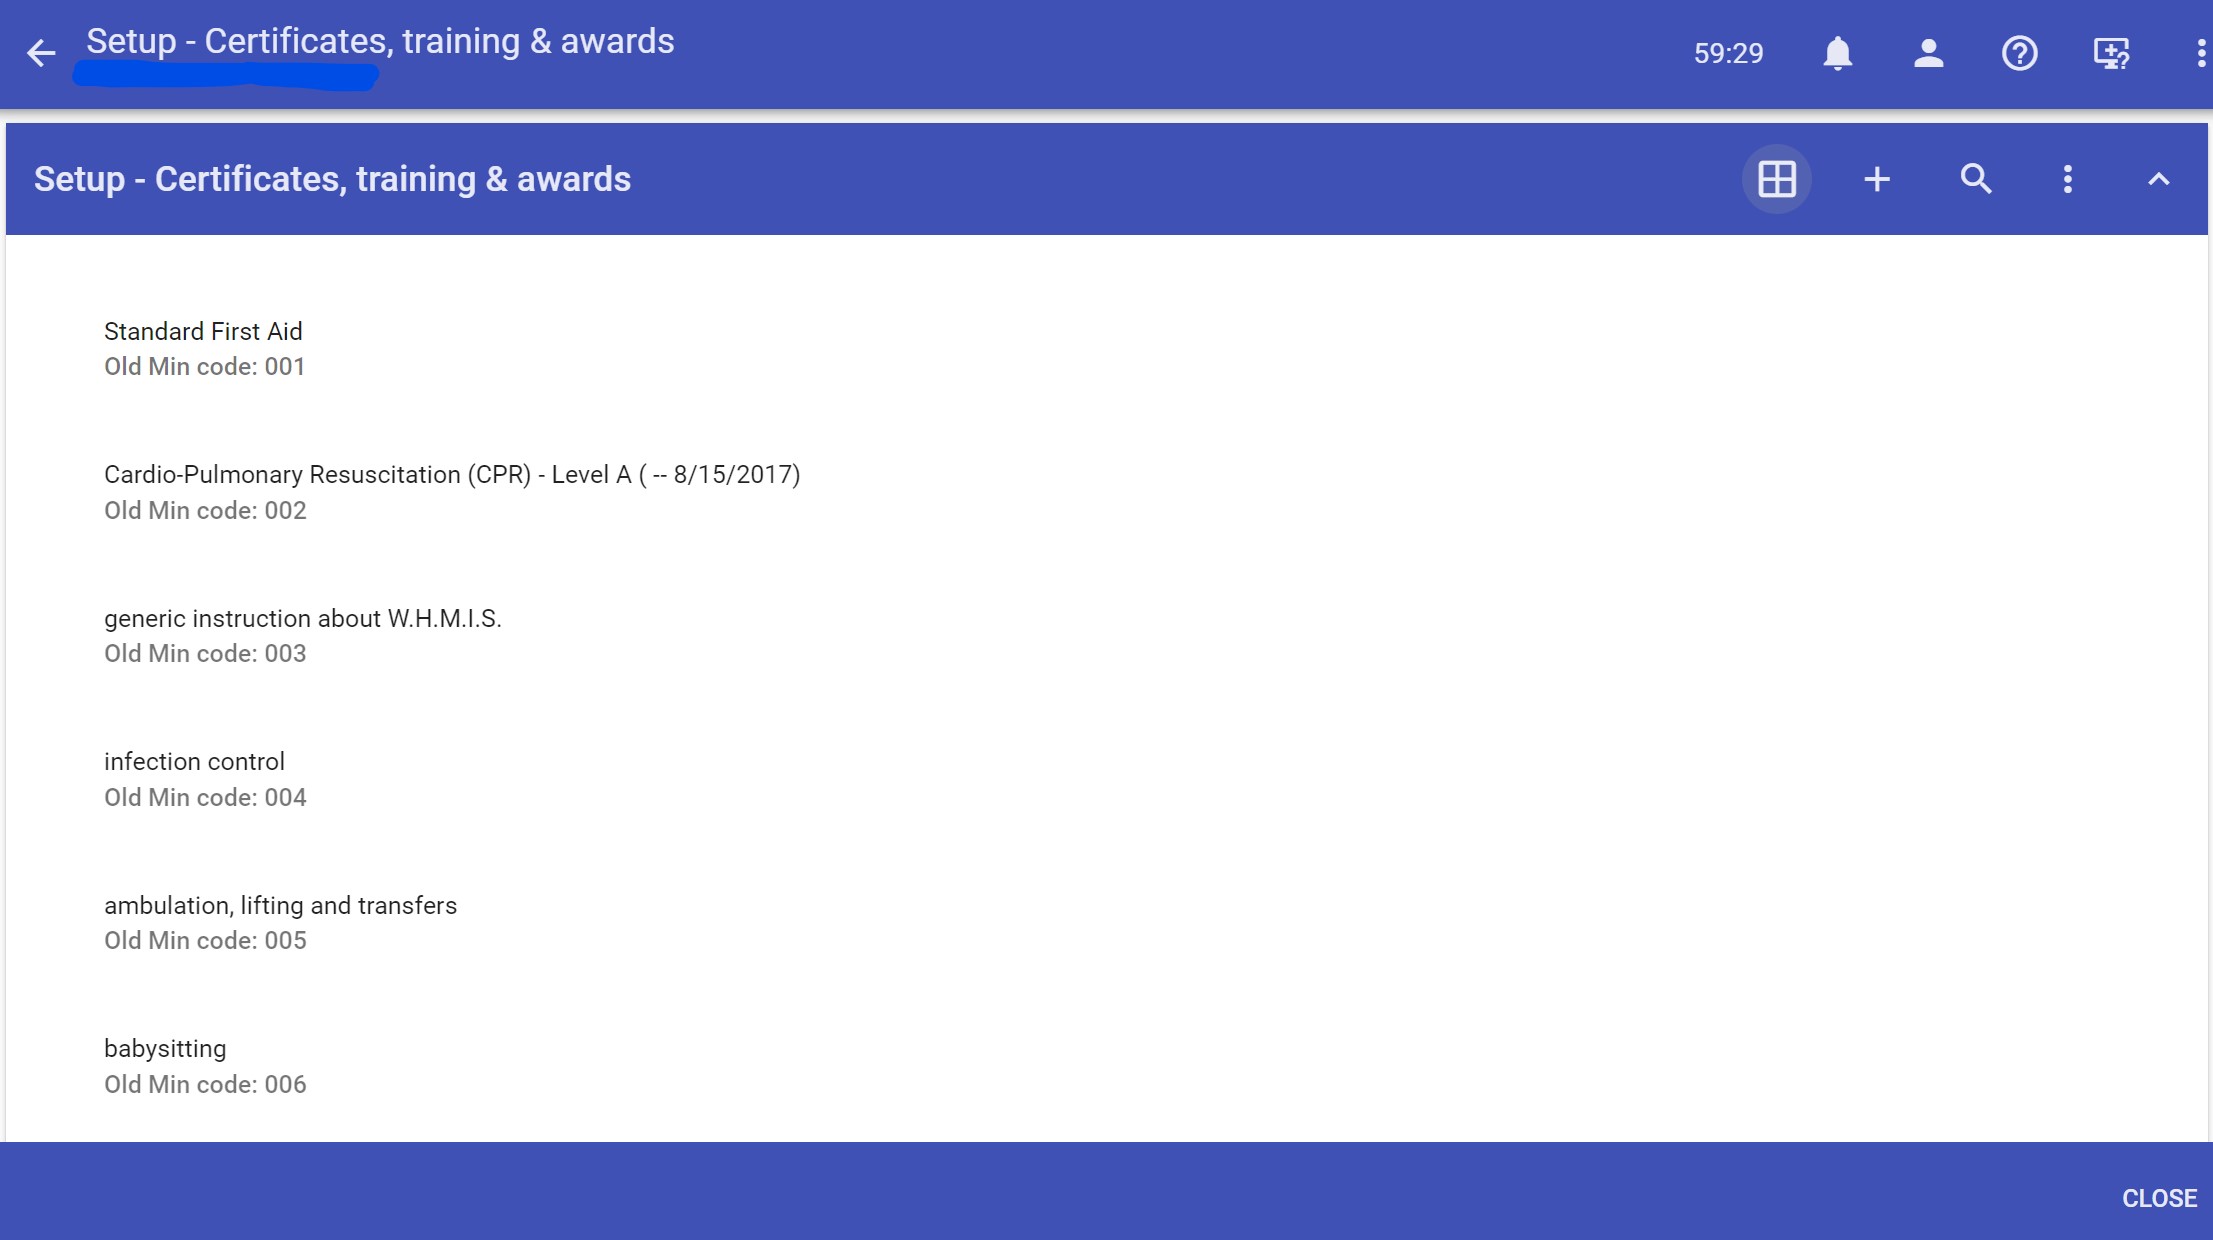 Setup - Certificates, training & awards
59:29
Setup - Certificates, training & awards
Standard First Aid
Old Min code: 001
Cardio-Pulmonary Resuscitation (CPR) - Level A ( -- 8/15/2017)
Old Min code: 002
generic instruction about W.H.M.I.S.
Old Min code: 003
infection control
Old Min code: 004
ambulation, lifting and transfers
Old Min code: 005
babysitting
Old Min code: 006
CLOSE